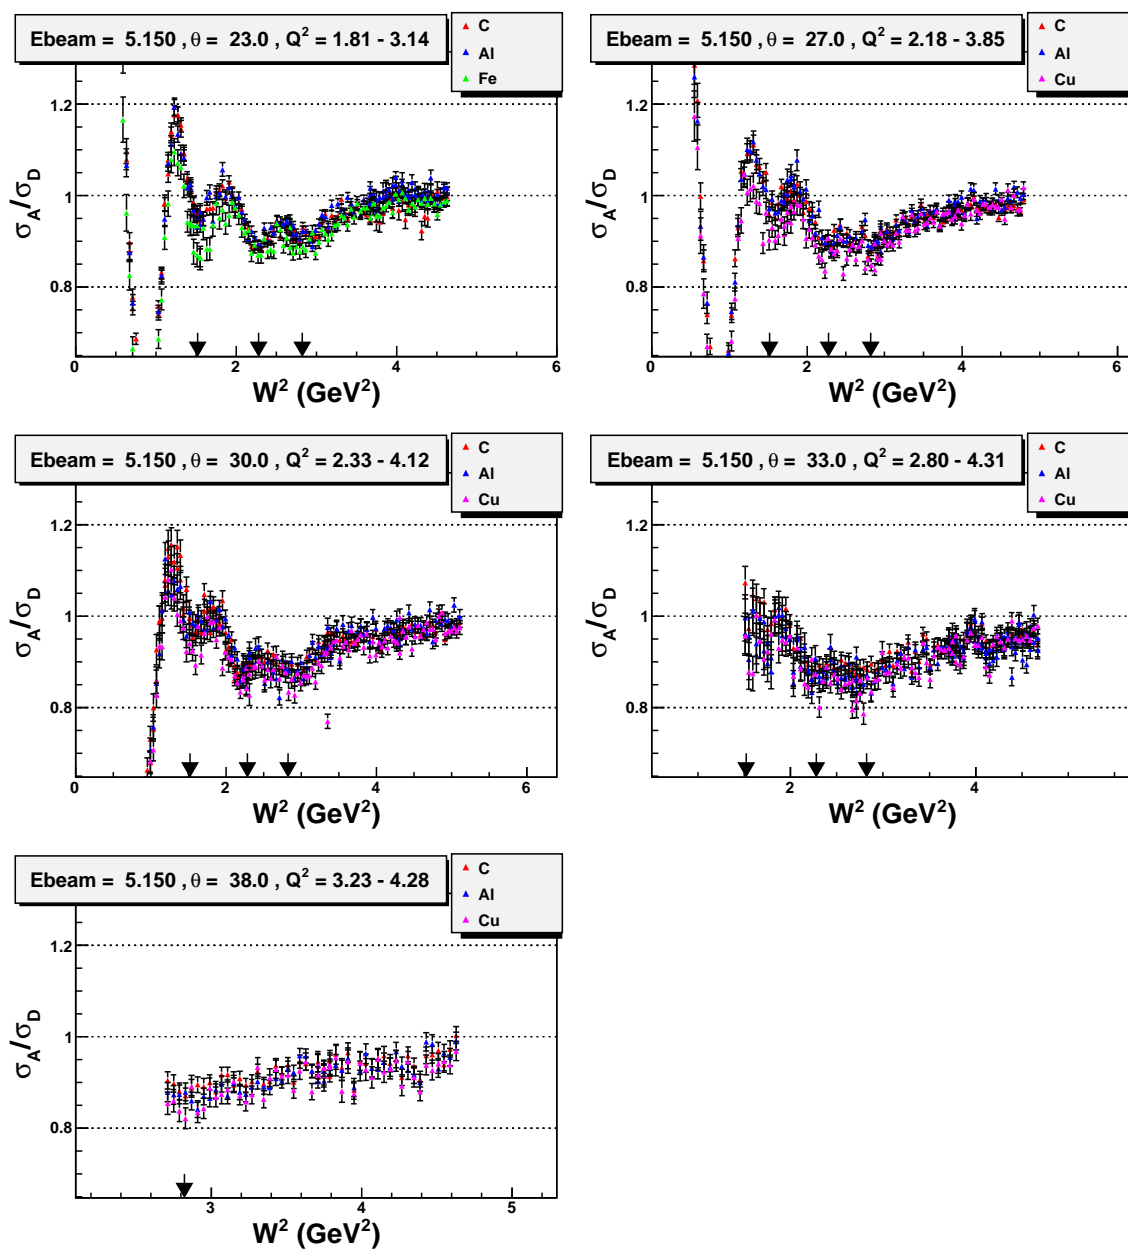 Ebeam = 5.150 , θ = 23.0 , Q² = 1.81 - 3.14
C
Al
Fe
σA/σD
1.2
1
0.8
0 2 4 6
W² (GeV²)
Ebeam = 5.150 , θ = 27.0 , Q² = 2.18 - 3.85
C
Al
Cu
σA/σD
1.2
1
0.8
0 2 4 6
W² (GeV²)
Ebeam = 5.150 , θ = 30.0 , Q² = 2.33 - 4.12
C
Al
Cu
σA/σD
1.2
1
0.8
0 2 4 6
W² (GeV²)
Ebeam = 5.150 , θ = 33.0 , Q² = 2.80 - 4.31
C
Al
Cu
σA/σD
1.2
1
0.8
2 4
W² (GeV²)
Ebeam = 5.150 , θ = 38.0 , Q² = 3.23 - 4.28
C
Al
Cu
σA/σD
1.2
1
0.8
3 4 5
W² (GeV²)